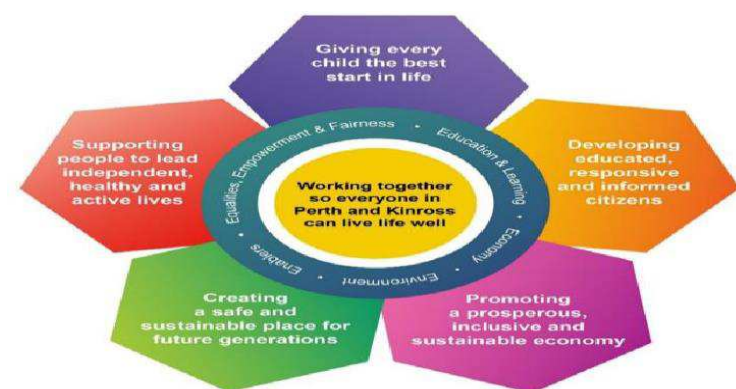 Giving every
child the best
start in life
Supporting
people to lead
independent,
healthy and
active lives
Developing
educated,
responsive
and informed
citizens
Equalities, Empowerment & Fairness • Education & Learning • Economy • Environment • Enablers •
Working together
so everyone in
Perth and Kinross
can live life well
Creating
a safe and
sustainable place for
future generations
Promoting
a prosperous,
inclusive and
sustainable economy